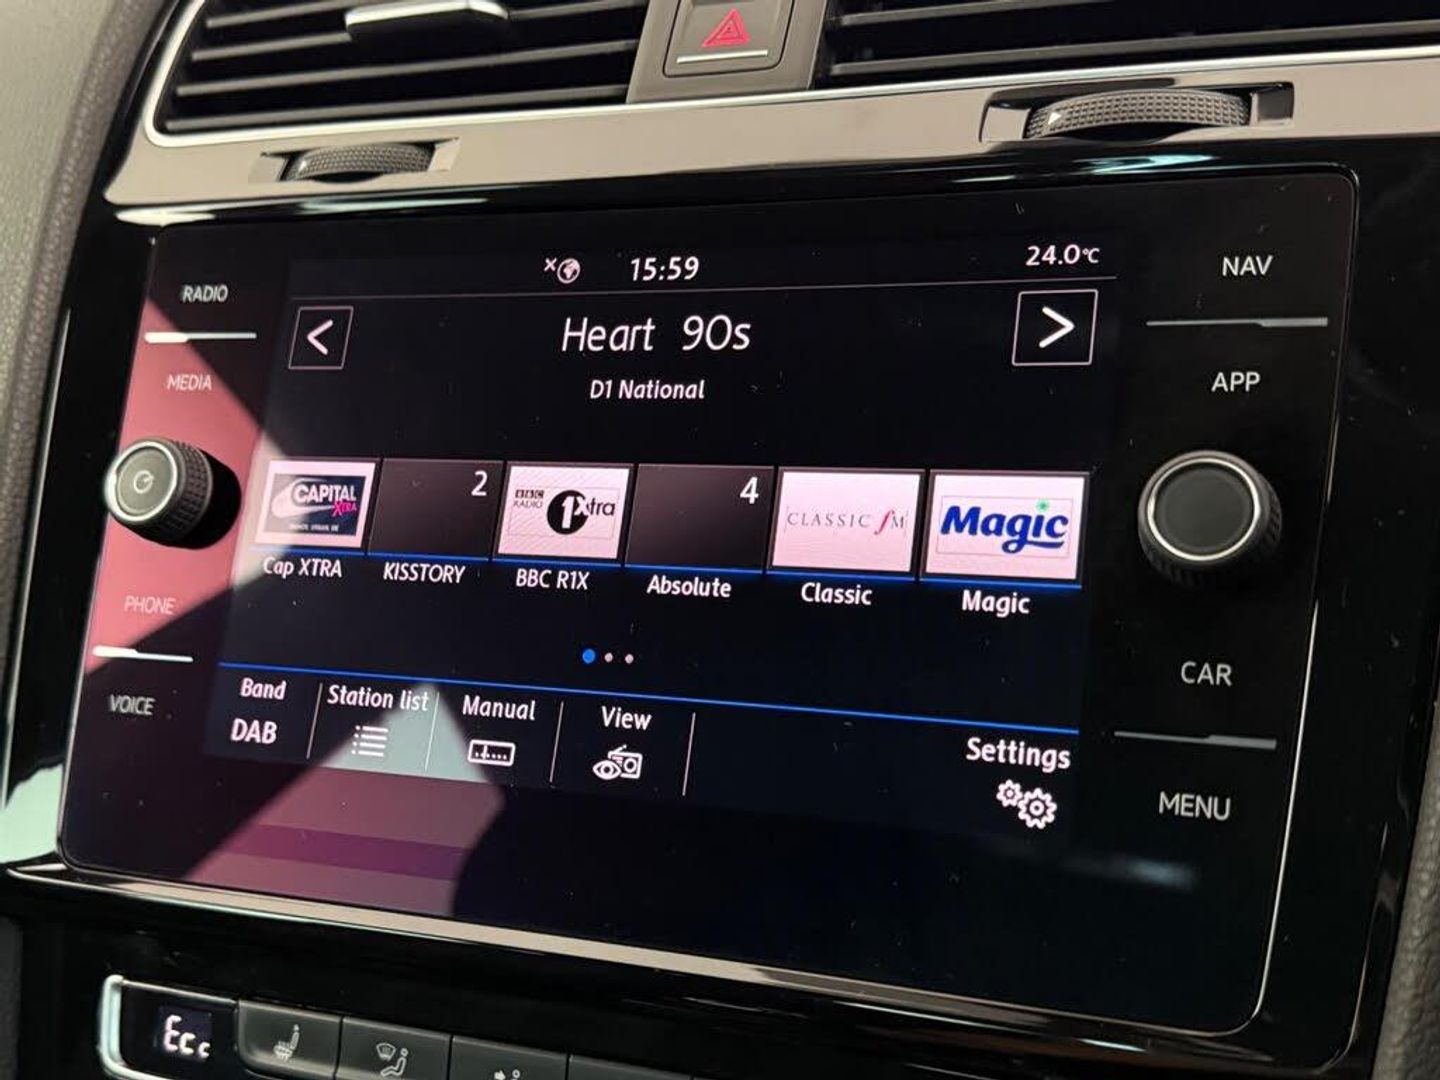 15:59
24.0°C
RADIO
NAV
Heart 90s
D1 National
MEDIA
APP
CAPITAL
XTRA
2
BBC
RADIO
1Xtra
4
CLASSIC fM
Magic
Cap XTRA
KISSTORY
BBC R1X
Absolute
Classic
Magic
PHONE
CAR
VOICE
Band
DAB
Station list
Manual
View
Settings
MENU